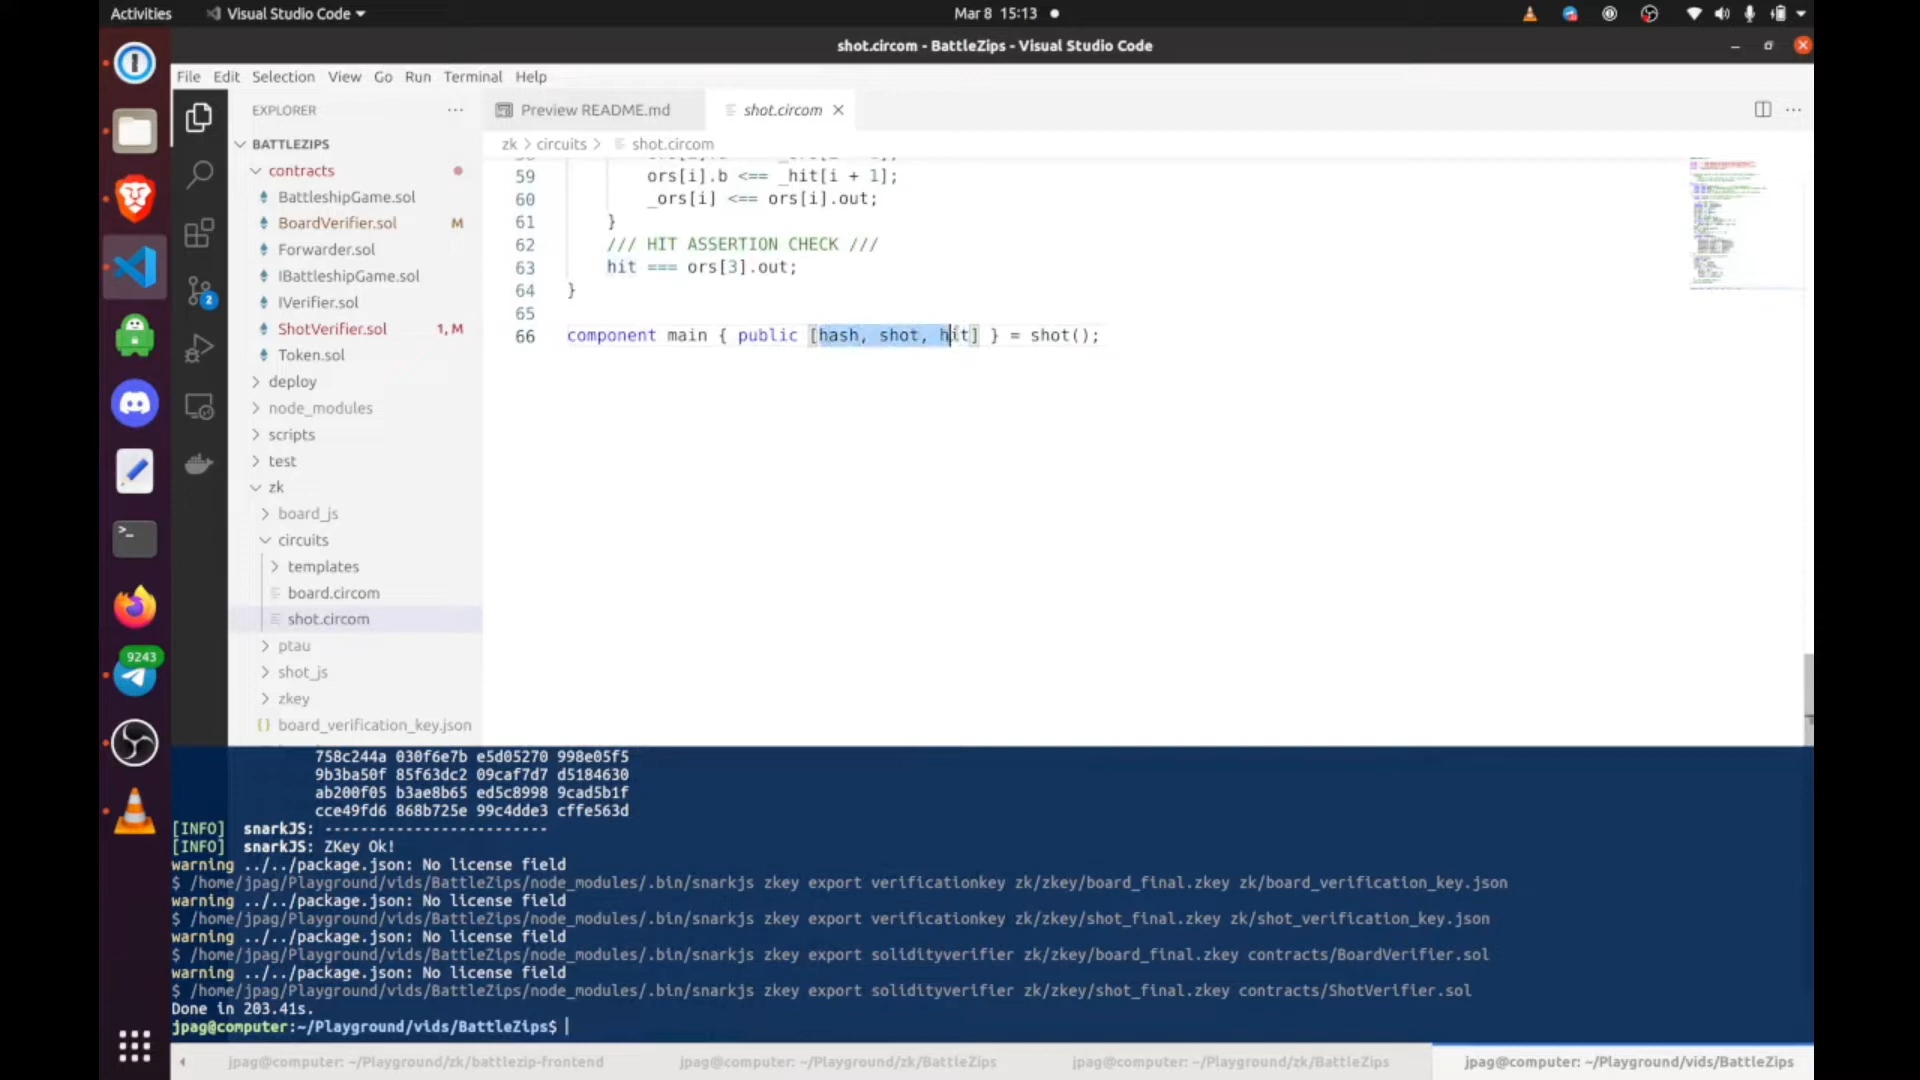 Activities
Visual Studio Code
Mar 8 15:13
shot.circom - BattleZips - Visual Studio Code
File Edit Selection View Go Run Terminal Help
EXPLORER
Preview README.md
shot.circom
BATTLEZIPS
zk > circuits > shot.circom
contracts
BattleshipGame.sol
BoardVerifier.sol M
Forwarder.sol
IBattleshipGame.sol
IVerifier.sol
ShotVerifier.sol 1, M
Token.sol
deploy
node_modules
scripts
test
zk
board_js
circuits
templates
board.circom
shot.circom
ptau
shot_js
zkey
{} board_verification_key.json
2
9243
59 ors[i].b <== _hit[i + 1];
60 _ors[i] <== ors[i].out;
61 }
62 /// HIT ASSERTION CHECK ///
63 hit === ors[3].out;
64 }
65
66 component main { public [hash, shot, hit] } = shot();
758c244a 030f6e7b e5d05270 998e05f5
9b3ba50f 85f63dc2 09caf7d7 d5184630
ab200f05 b3ae8b65 ed5c8998 9cad5b1f
cce49fd6 868b725e 99c4dde3 cffe563d
[INFO] snarkJS: -------------------------
[INFO] snarkJS: ZKey Ok!
warning ../../package.json: No license field
$ /home/jpag/Playground/vids/BattleZips/node_modules/.bin/snarkjs zkey export verificationkey zk/zkey/board_final.zkey zk/board_verification_key.json
warning ../../package.json: No license field
$ /home/jpag/Playground/vids/BattleZips/node_modules/.bin/snarkjs zkey export verificationkey zk/zkey/shot_final.zkey zk/shot_verification_key.json
warning ../../package.json: No license field
$ /home/jpag/Playground/vids/BattleZips/node_modules/.bin/snarkjs zkey export solidityverifier zk/zkey/board_final.zkey contracts/BoardVerifier.sol
warning ../../package.json: No license field
$ /home/jpag/Playground/vids/BattleZips/node_modules/.bin/snarkjs zkey export solidityverifier zk/zkey/shot_final.zkey contracts/ShotVerifier.sol
Done in 203.41s.
jpag@computer:~/Playground/vids/BattleZips$
jpag@computer: ~/Playground/zk/battlezip-frontend
jpag@computer: ~/Playground/zk/BattleZips
jpag@computer: ~/Playground/zk/BattleZips
jpag@computer: ~/Playground/vids/BattleZips